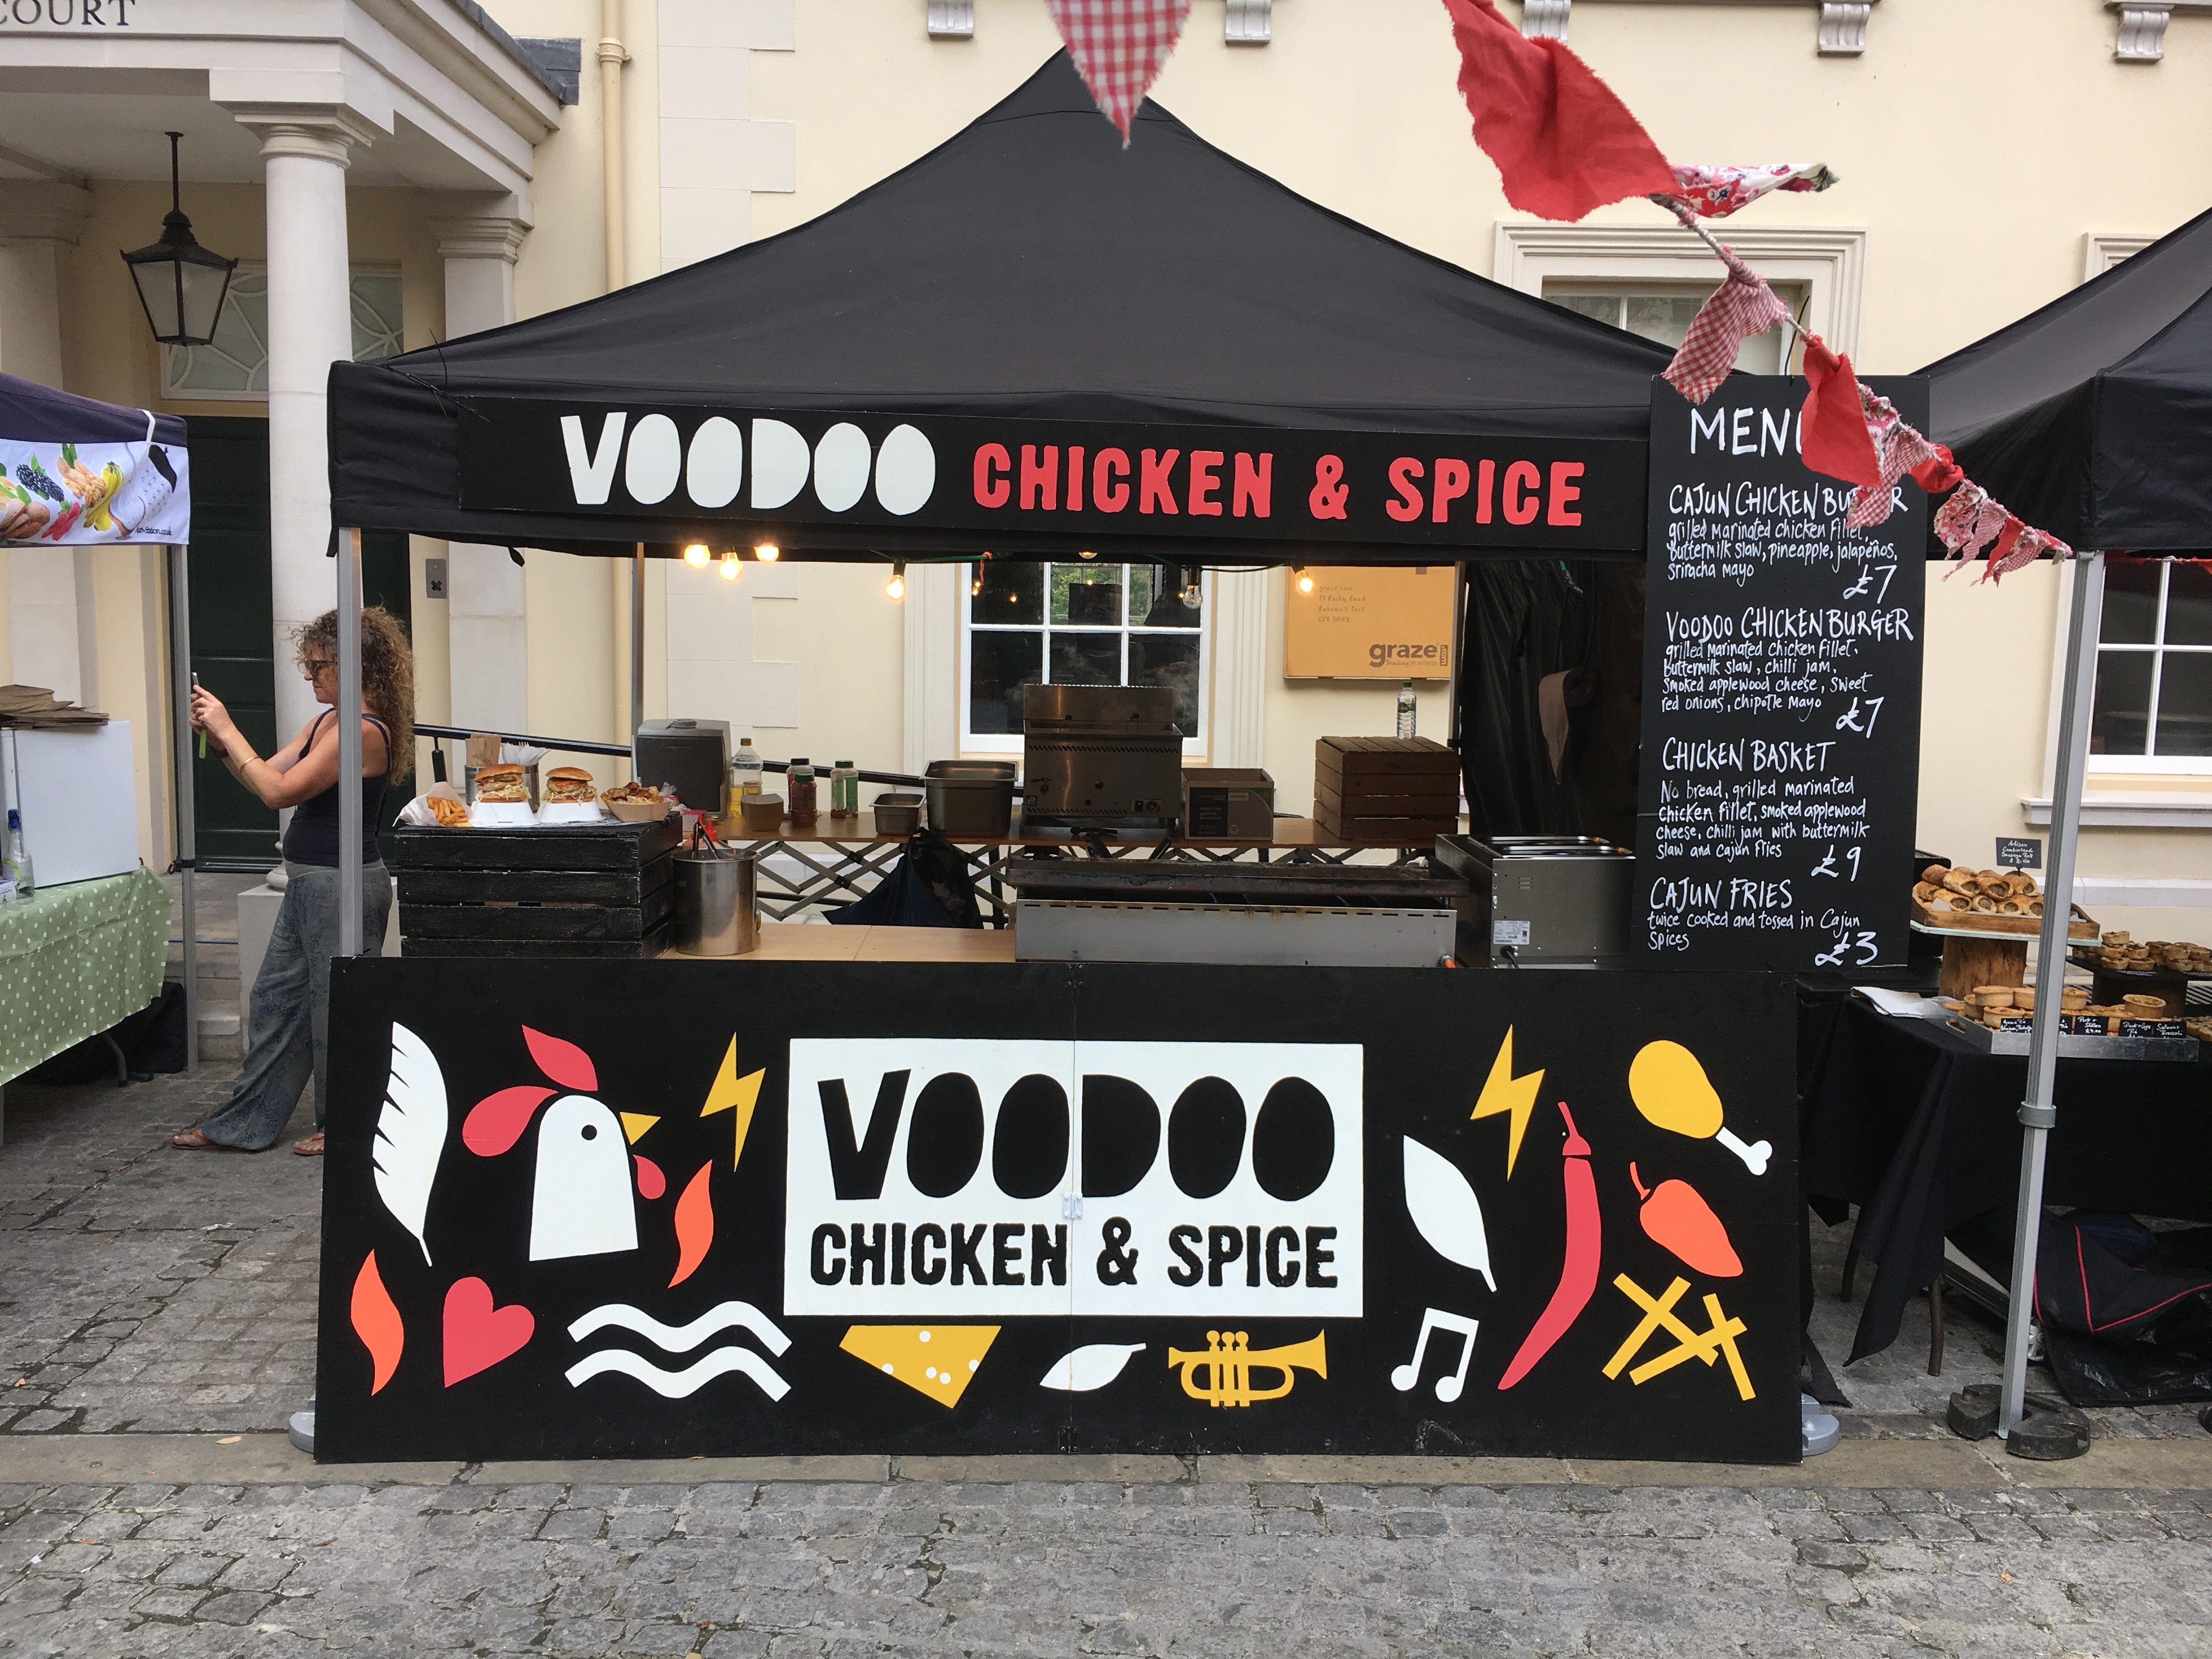 COURT
VOODOO CHICKEN & SPICE
MENU
CAJUN CHICKEN BURGER
grilled marinated chicken fillet,
buttermilk slaw, pineapple, jalapeños,
sriracha mayo
£7
VOODOO CHICKEN BURGER
grilled marinated chicken fillet,
buttermilk slaw, chilli jam,
smoked applewood cheese, sweet
red onions, chipotle mayo
£7
CHICKEN BASKET
No bread, grilled marinated
chicken fillet, smoked applewood
cheese, chilli jam with buttermilk
slaw and cajun fries
£9
CAJUN FRIES
twice cooked and tossed in Cajun
Spices
£3
graze
VOODOO
CHICKEN & SPICE